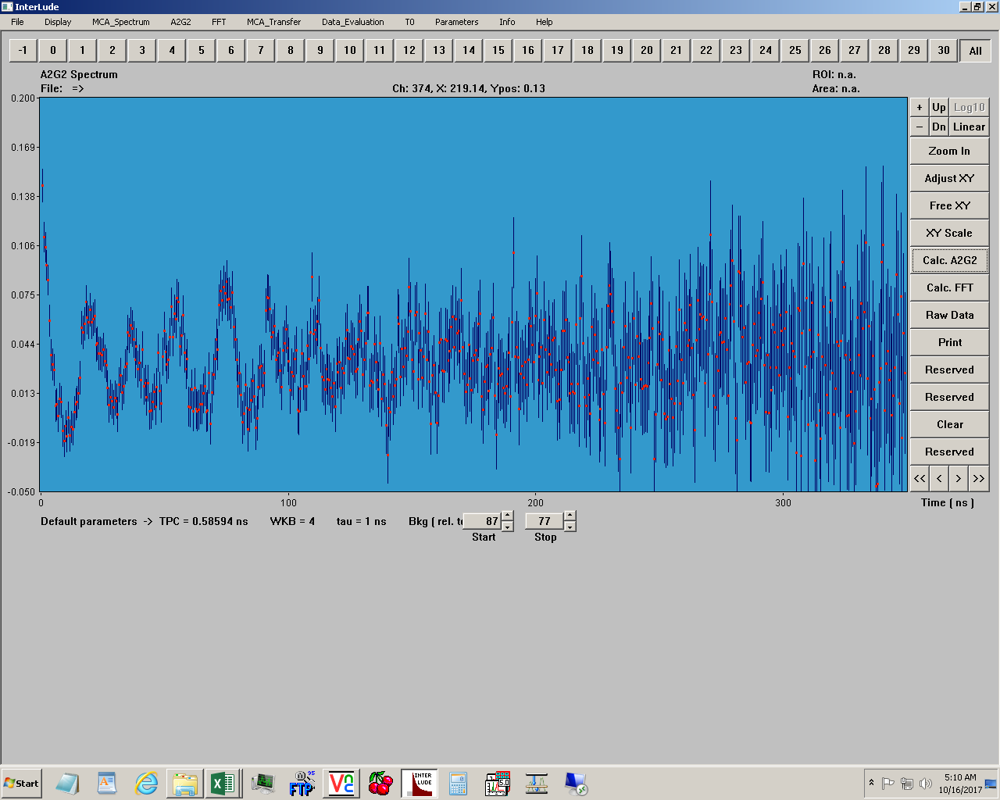 InterLude
File Display MCA_Spectrum A2G2 FFT MCA_Transfer Data_Evaluation T0 Parameters Info Help
-1 0 1 2 3 4 5 6 7 8 9 10 11 12 13 14 15 16 17 18 19 20 21 22 23 24 25 26 27 28 29 30 All
A2G2 Spectrum ROI: n.a.
File: => Ch: 374, X: 219.14, Ypos: 0.13 Area: n.a.
0.200
0.169
0.138
0.106
0.075
0.044
0.013
-0.019
-0.050
0 100 200 300 Time ( ns )
+ Up Log10
− Dn Linear
Zoom In
Adjust XY
Free XY
XY Scale
Calc. A2G2
Calc. FFT
Raw Data
Print
Reserved
Reserved
Clear
Reserved
<< < > >>
Default parameters -> TPC = 0.58594 ns WKB = 4 tau = 1 ns Bkg ( rel. t 87 77
Start Stop
Start
95
FTP
INTER
LUDE
5:10 AM
10/16/2017